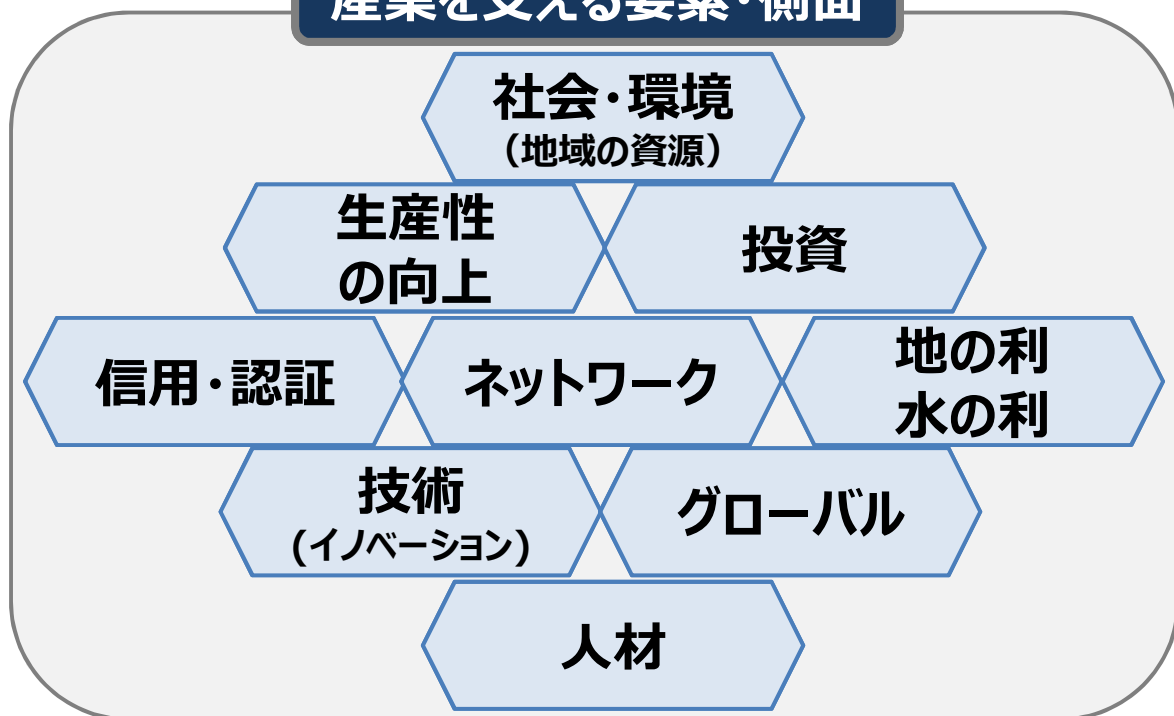 産業を支える要素・側面
社会・環境
（地域の資源）
生産性
の向上
投資
信用・認証
ネットワーク
地の利
水の利
技術
(イノベーション)
グローバル
人材